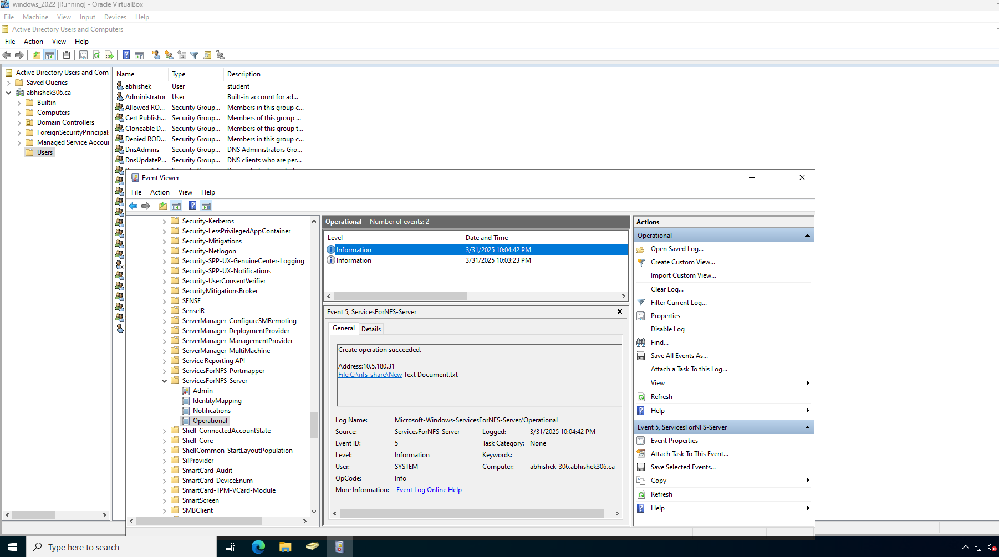 windows_2022 [Running] - Oracle VirtualBox
File Machine View Input Devices Help
Active Directory Users and Computers
File Action View Help
Active Directory Users and Com
Saved Queries
abhishek306.ca
Builtin
Computers
Domain Controllers
ForeignSecurityPrincipals
Managed Service Accour
Users
Name Type Description
abhishek User student
Administrator User Built-in account for ad...
Allowed RO... Security Group... Members in this group c...
Cert Publish... Security Group... Members of this group ...
Cloneable D... Security Group... Members of this group t...
Denied ROD... Security Group... Members in this group c...
DnsAdmins Security Group... DNS Administrators Gro...
DnsUpdateP... Security Group... DNS clients who are per...
Event Viewer
File Action View Help
Security-Kerberos
Security-LessPrivilegedAppContainer
Security-Mitigations
Security-Netlogon
Security-SPP-UX-GenuineCenter-Logging
Security-SPP-UX-Notifications
Security-UserConsentVerifier
SecurityMitigationsBroker
SENSE
SenseIR
ServerManager-ConfigureSMRemoting
ServerManager-DeploymentProvider
ServerManager-ManagementProvider
ServerManager-MultiMachine
Service Reporting API
ServicesForNFS-Portmapper
ServicesForNFS-Server
Admin
IdentityMapping
Notifications
Operational
Shell-ConnectedAccountState
Shell-Core
ShellCommon-StartLayoutPopulation
SilProvider
SmartCard-Audit
SmartCard-DeviceEnum
SmartCard-TPM-VCard-Module
SmartScreen
SMBClient
Operational Number of events: 2
Level Date and Time
Information 3/31/2025 10:04:42 PM
Information 3/31/2025 10:03:23 PM
Event 5, ServicesForNFS-Server
General Details
Create operation succeeded.
Address:10.5.180.31
File:C:\nfs_share\New Text Document.txt
Log Name: Microsoft-Windows-ServicesForNFS-Server/Operational
Source: ServicesForNFS-Server Logged: 3/31/2025 10:04:42 PM
Event ID: 5 Task Category: None
Level: Information Keywords:
User: SYSTEM Computer: abhishek-306.abhishek306.ca
OpCode: Info
More Information: Event Log Online Help
Actions
Operational
Open Saved Log...
Create Custom View...
Import Custom View...
Clear Log...
Filter Current Log...
Properties
Disable Log
Find...
Save All Events As...
Attach a Task To this Log...
View
Refresh
Help
Event 5, ServicesForNFS-Server
Event Properties
Attach Task To This Event...
Save Selected Events...
Copy
Refresh
Help
Type here to search